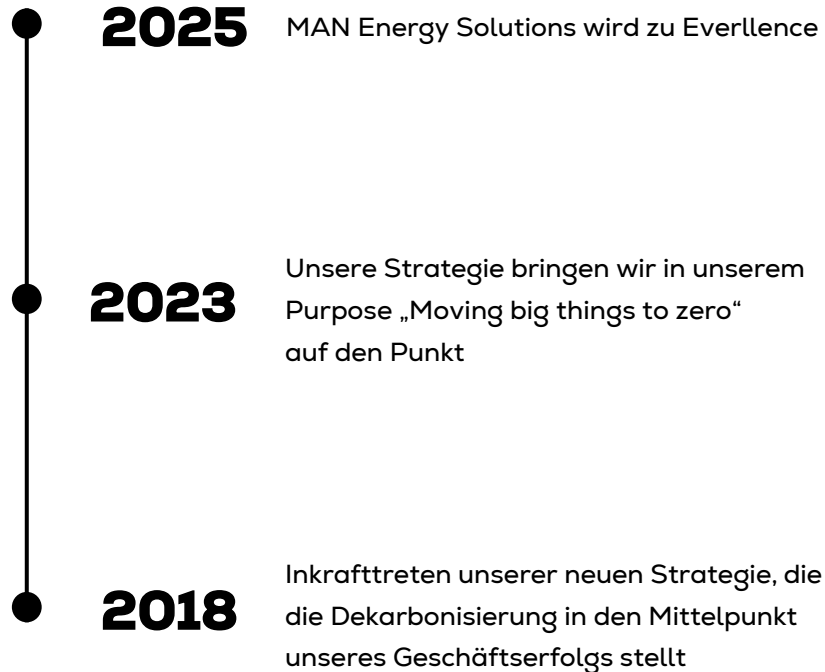 2025
MAN Energy Solutions wird zu Everllence
2023
Unsere Strategie bringen wir in unserem
Purpose „Moving big things to zero“
auf den Punkt
2018
Inkrafttreten unserer neuen Strategie, die
die Dekarbonisierung in den Mittelpunkt
unseres Geschäftserfolgs stellt